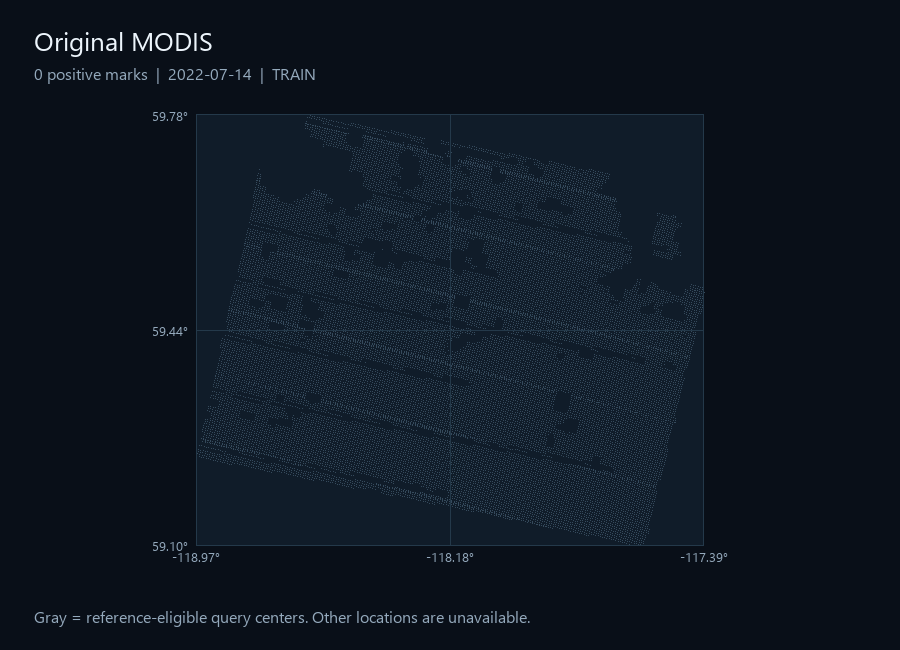 Original MODIS
0 positive marks | 2022-07-14 | TRAIN
59.78°
59.44°
59.10°
-118.97°
-118.18°
-117.39°
Gray = reference-eligible query centers. Other locations are unavailable.